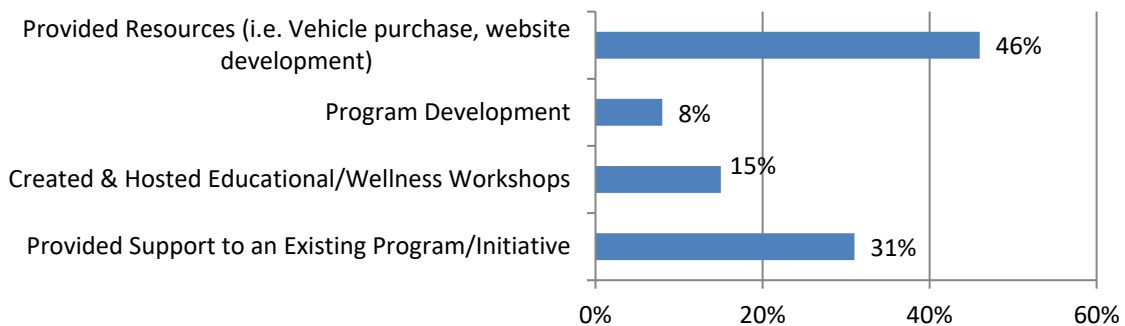 Provided Resources (i.e. Vehicle purchase, website
development)
46%
Program Development
8%
Created & Hosted Educational/Wellness Workshops
15%
Provided Support to an Existing Program/Initiative
31%
0%
20%
40%
60%